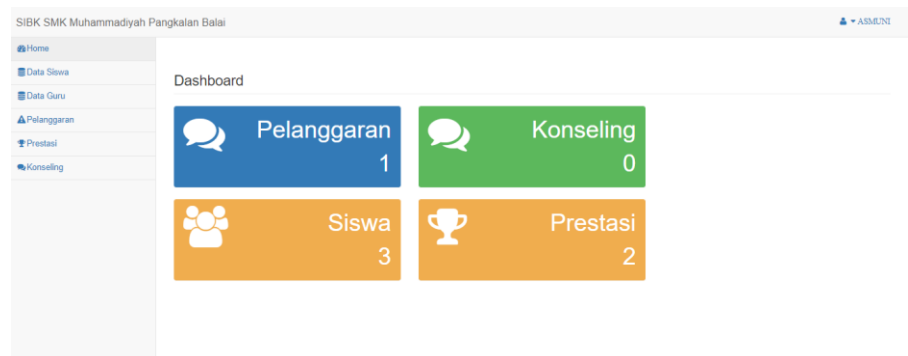 SIBK SMK Muhammadiyah Pangkalan Balai
ASMUNI
Home
Data Siswa
Data Guru
Pelanggaran
Prestasi
Konseling
Dashboard
Pelanggaran
1
Konseling
0
Siswa
3
Prestasi
2